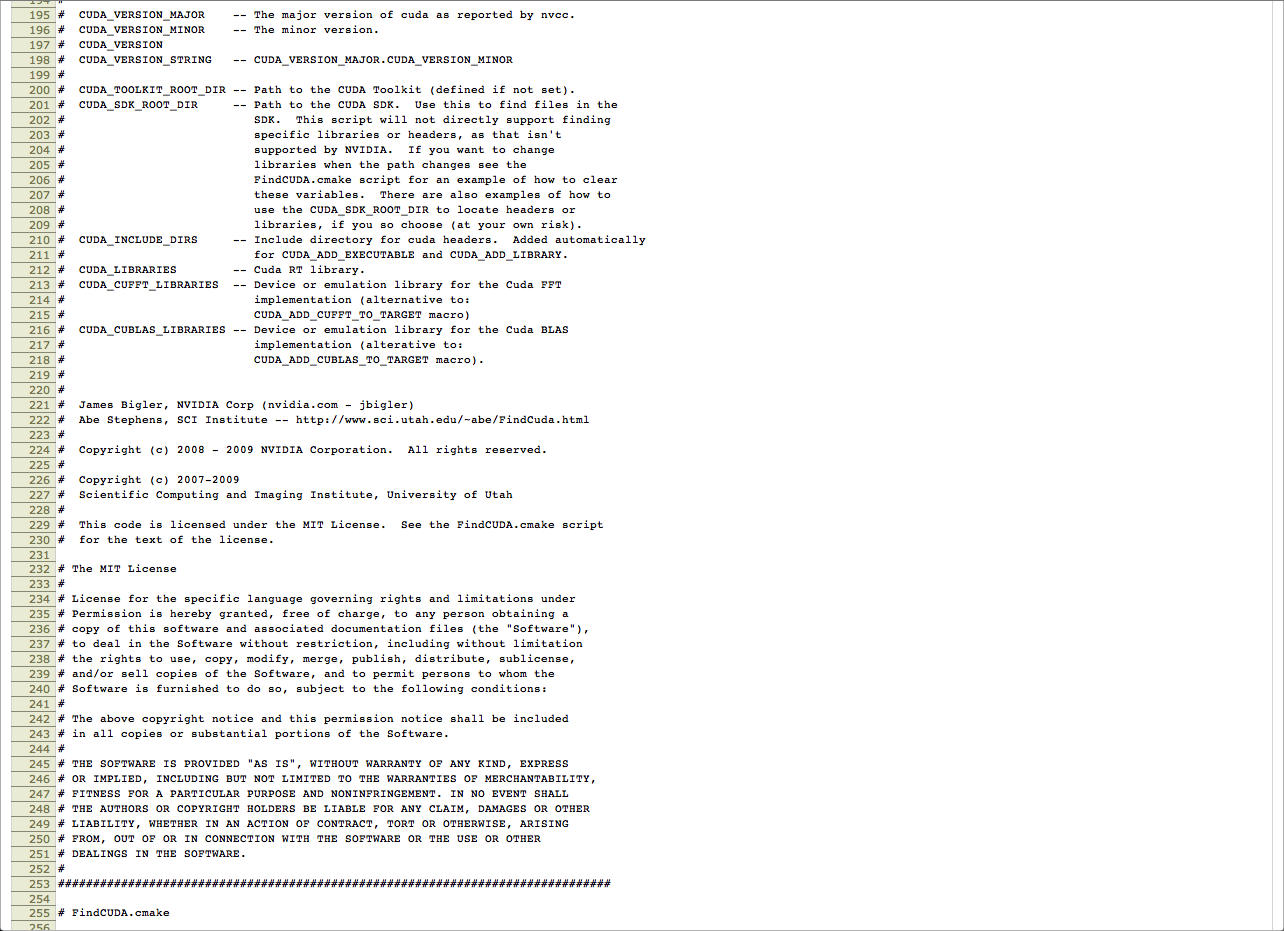 194 #
195 #  CUDA_VERSION_MAJOR    -- The major version of cuda as reported by nvcc.
196 #  CUDA_VERSION_MINOR    -- The minor version.
197 #  CUDA_VERSION
198 #  CUDA_VERSION_STRING   -- CUDA_VERSION_MAJOR.CUDA_VERSION_MINOR
199 #
200 #  CUDA_TOOLKIT_ROOT_DIR -- Path to the CUDA Toolkit (defined if not set).
201 #  CUDA_SDK_ROOT_DIR     -- Path to the CUDA SDK.  Use this to find files in the
202 #                           SDK.  This script will not directly support finding
203 #                           specific libraries or headers, as that isn't
204 #                           supported by NVIDIA.  If you want to change
205 #                           libraries when the path changes see the
206 #                           FindCUDA.cmake script for an example of how to clear
207 #                           these variables.  There are also examples of how to
208 #                           use the CUDA_SDK_ROOT_DIR to locate headers or
209 #                           libraries, if you so choose (at your own risk).
210 #  CUDA_INCLUDE_DIRS     -- Include directory for cuda headers.  Added automatically
211 #                           for CUDA_ADD_EXECUTABLE and CUDA_ADD_LIBRARY.
212 #  CUDA_LIBRARIES        -- Cuda RT library.
213 #  CUDA_CUFFT_LIBRARIES  -- Device or emulation library for the Cuda FFT
214 #                           implementation (alternative to:
215 #                           CUDA_ADD_CUFFT_TO_TARGET macro)
216 #  CUDA_CUBLAS_LIBRARIES -- Device or emulation library for the Cuda BLAS
217 #                           implementation (alterative to:
218 #                           CUDA_ADD_CUBLAS_TO_TARGET macro).
219 #
220 #
221 #  James Bigler, NVIDIA Corp (nvidia.com - jbigler)
222 #  Abe Stephens, SCI Institute -- http://www.sci.utah.edu/~abe/FindCuda.html
223 #
224 #  Copyright (c) 2008 - 2009 NVIDIA Corporation.  All rights reserved.
225 #
226 #  Copyright (c) 2007-2009
227 #  Scientific Computing and Imaging Institute, University of Utah
228 #
229 #  This code is licensed under the MIT License.  See the FindCUDA.cmake script
230 #  for the text of the license.
231
232 # The MIT License
233 #
234 # License for the specific language governing rights and limitations under
235 # Permission is hereby granted, free of charge, to any person obtaining a
236 # copy of this software and associated documentation files (the "Software"),
237 # to deal in the Software without restriction, including without limitation
238 # the rights to use, copy, modify, merge, publish, distribute, sublicense,
239 # and/or sell copies of the Software, and to permit persons to whom the
240 # Software is furnished to do so, subject to the following conditions:
241 #
242 # The above copyright notice and this permission notice shall be included
243 # in all copies or substantial portions of the Software.
244 #
245 # THE SOFTWARE IS PROVIDED "AS IS", WITHOUT WARRANTY OF ANY KIND, EXPRESS
246 # OR IMPLIED, INCLUDING BUT NOT LIMITED TO THE WARRANTIES OF MERCHANTABILITY,
247 # FITNESS FOR A PARTICULAR PURPOSE AND NONINFRINGEMENT. IN NO EVENT SHALL
248 # THE AUTHORS OR COPYRIGHT HOLDERS BE LIABLE FOR ANY CLAIM, DAMAGES OR OTHER
249 # LIABILITY, WHETHER IN AN ACTION OF CONTRACT, TORT OR OTHERWISE, ARISING
250 # FROM, OUT OF OR IN CONNECTION WITH THE SOFTWARE OR THE USE OR OTHER
251 # DEALINGS IN THE SOFTWARE.
252 #
253 ###############################################################################
254
255 # FindCUDA.cmake
256